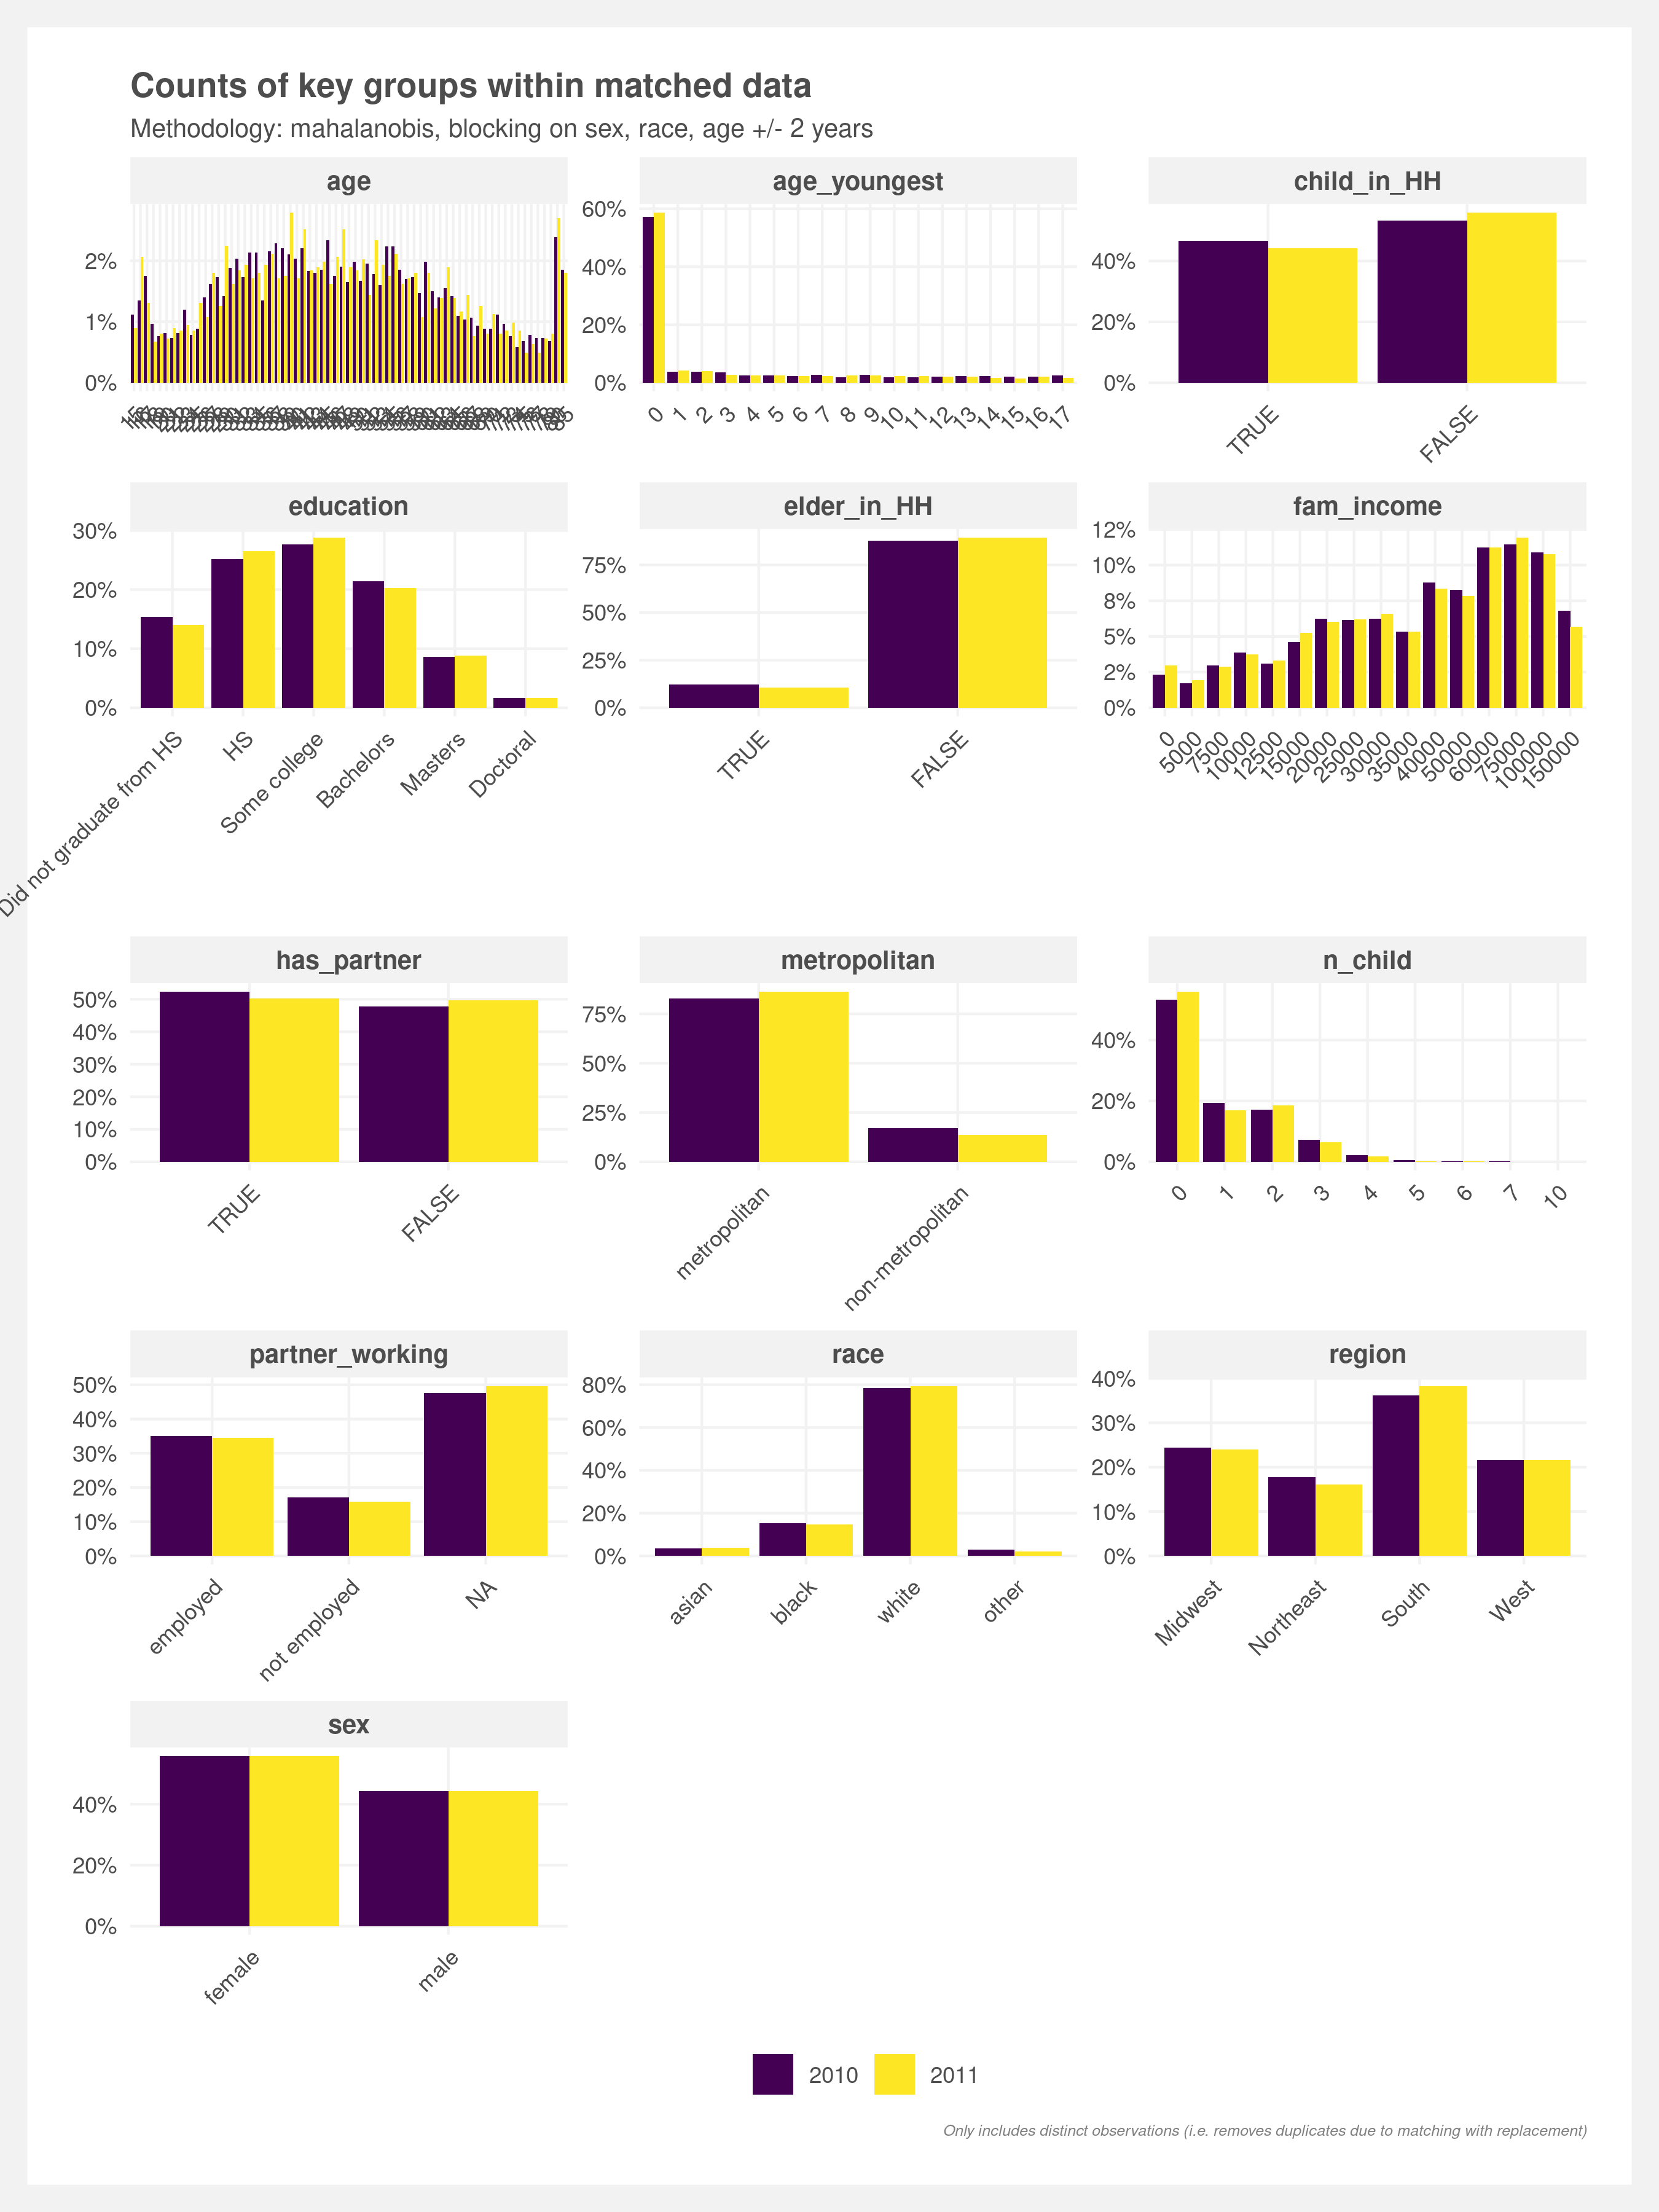 Counts of key groups within matched data
Methodology: mahalanobis, blocking on sex, race, age +/- 2 years
age
2%
1%
0%
age_youngest
60%
40%
20%
0%
0 1 2 3 4 5 6 7 8 9 10 11 12 13 14 15 16 17
child_in_HH
40%
20%
0%
TRUE FALSE
education
30%
20%
10%
0%
Did not graduate from HS HS Some college Bachelors Masters Doctoral
elder_in_HH
75%
50%
25%
0%
TRUE FALSE
fam_income
12%
10%
8%
5%
2%
0%
0 5000 7500 10000 12500 15000 20000 25000 30000 35000 40000 50000 60000 75000 100000 150000
has_partner
50%
40%
30%
20%
10%
0%
TRUE FALSE
metropolitan
75%
50%
25%
0%
metropolitan non-metropolitan
n_child
40%
20%
0%
0 1 2 3 4 5 6 7 10
partner_working
50%
40%
30%
20%
10%
0%
employed not employed NA
race
80%
60%
40%
20%
0%
asian black white other
region
40%
30%
20%
10%
0%
Midwest Northeast South West
sex
40%
20%
0%
female male
2010 2011
Only includes distinct observations (i.e. removes duplicates due to matching with replacement)